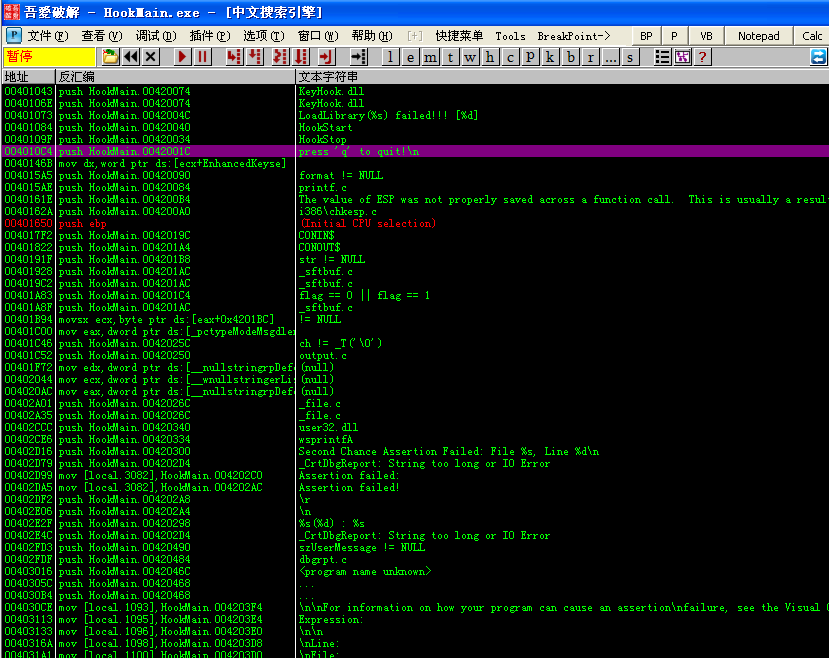 吾愛破解 - HookMain.exe - [中文搜索引擎]
P 文件(F) 查看(V) 调试(D) 插件(P) 选项(T) 窗口(W) 帮助(H) [+] 快捷菜单 Tools BreakPoint-> BP P VB Notepad Calc
暂停 l e m t w h c P k b r ... s ?
地址 反汇编 文本字符串
00401043 push HookMain.00420074 KeyHook.dll
0040106E push HookMain.00420074 KeyHook.dll
00401073 push HookMain.0042004C LoadLibrary(%s) failed!!! [%d]
00401084 push HookMain.00420040 HookStart
0040109F push HookMain.00420034 HookStop
004010C4 push HookMain.0042001C press 'q' to quit!\n
0040146B mov dx,word ptr ds:[ecx+EnhancedKeyse]
004015A5 push HookMain.00420090 format != NULL
004015AE push HookMain.00420084 printf.c
0040161E push HookMain.004200B4 The value of ESP was not properly saved across a function call.  This is usually a resul
0040162A push HookMain.004200A0 i386\chkesp.c
00401650 push ebp (Initial CPU selection)
004017F2 push HookMain.0042019C CONIN$
00401822 push HookMain.004201A4 CONOUT$
0040191F push HookMain.004201B8 str != NULL
00401928 push HookMain.004201AC _sftbuf.c
004019C2 push HookMain.004201AC _sftbuf.c
00401A83 push HookMain.004201C4 flag == 0 || flag == 1
00401A8F push HookMain.004201AC _sftbuf.c
00401B94 movsx ecx,byte ptr ds:[eax+0x4201BC] != NULL
00401C00 mov eax,dword ptr ds:[_pctypeModeMsgdler
00401C46 push HookMain.0042025C ch != _T('\0')
00401C52 push HookMain.00420250 output.c
00401F72 mov edx,dword ptr ds:[__nullstringrpDefc (null)
00402044 mov ecx,dword ptr ds:[__wnullstringerLi: (null)
004020AC mov eax,dword ptr ds:[__nullstringrpDefc (null)
00402A01 push HookMain.0042026C _file.c
00402A35 push HookMain.0042026C _file.c
00402CCC push HookMain.00420340 user32.dll
00402CE6 push HookMain.00420334 wsprintfA
00402D16 push HookMain.00420300 Second Chance Assertion Failed: File %s, Line %d\n
00402D79 push HookMain.004202D4 _CrtDbgReport: String too long or IO Error
00402D99 mov [local.3082],HookMain.004202C0 Assertion failed:
00402DA5 mov [local.3082],HookMain.004202AC Assertion failed!
00402DF2 push HookMain.004202A8 \r
00402E06 push HookMain.004202A4 \n
00402E2F push HookMain.00420298 %s(%d) : %s
00402E4C push HookMain.004202D4 _CrtDbgReport: String too long or IO Error
00402FD3 push HookMain.00420490 szUserMessage != NULL
00402FDF push HookMain.00420484 dbgrpt.c
00403016 push HookMain.0042046C <program name unknown>
0040305C push HookMain.00420468 ...
004030B4 push HookMain.00420468 ...
004030CE mov [local.1093],HookMain.004203F4 \n\nFor information on how your program can cause an assertion\nfailure, see the Visual
00403113 mov [local.1095],HookMain.004203E4 Expression:
00403133 mov [local.1096],HookMain.004203E0 \n\n
0040316A mov [local.1098],HookMain.004203D8 \nLine:
004031A1 mov [local.1100],HookMain.004203D0 \nFile: